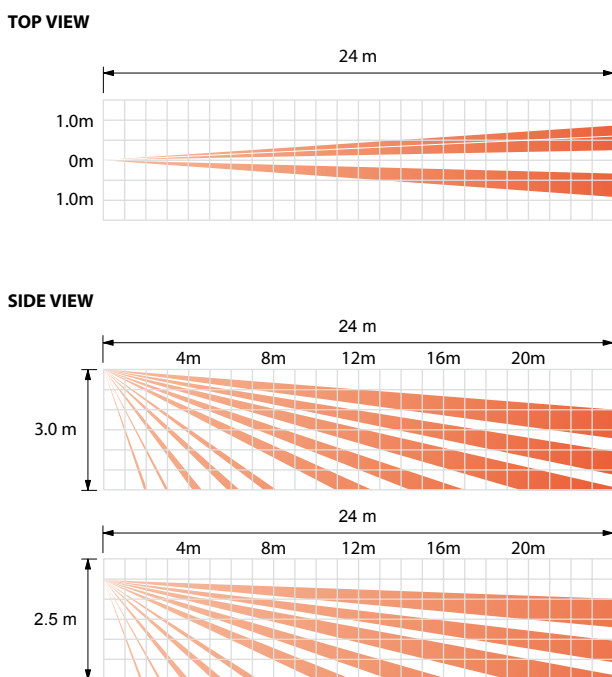 TOP VIEW
24 m
1.0m
0m
1.0m
SIDE VIEW
24 m
4m 8m 12m 16m 20m
3.0 m
24 m
4m 8m 12m 16m 20m
2.5 m